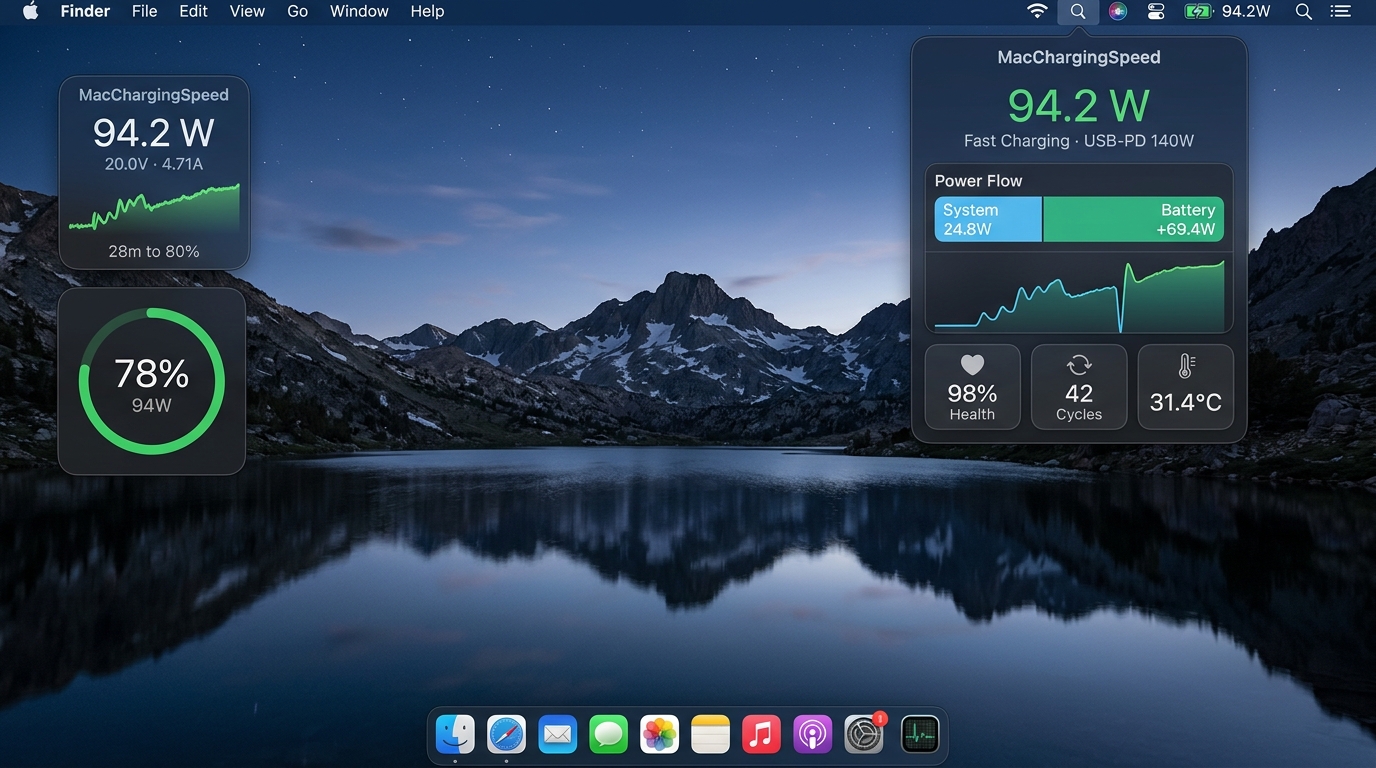 Finder File Edit View Go Window Help
94.2W
MacChargingSpeed
94.2 W
20.0V · 4.71A
28m to 80%
78%
94W
MacChargingSpeed
94.2 W
Fast Charging · USB-PD 140W
Power Flow
System
24.8W
Battery
+69.4W
98%
Health
42
Cycles
31.4°C